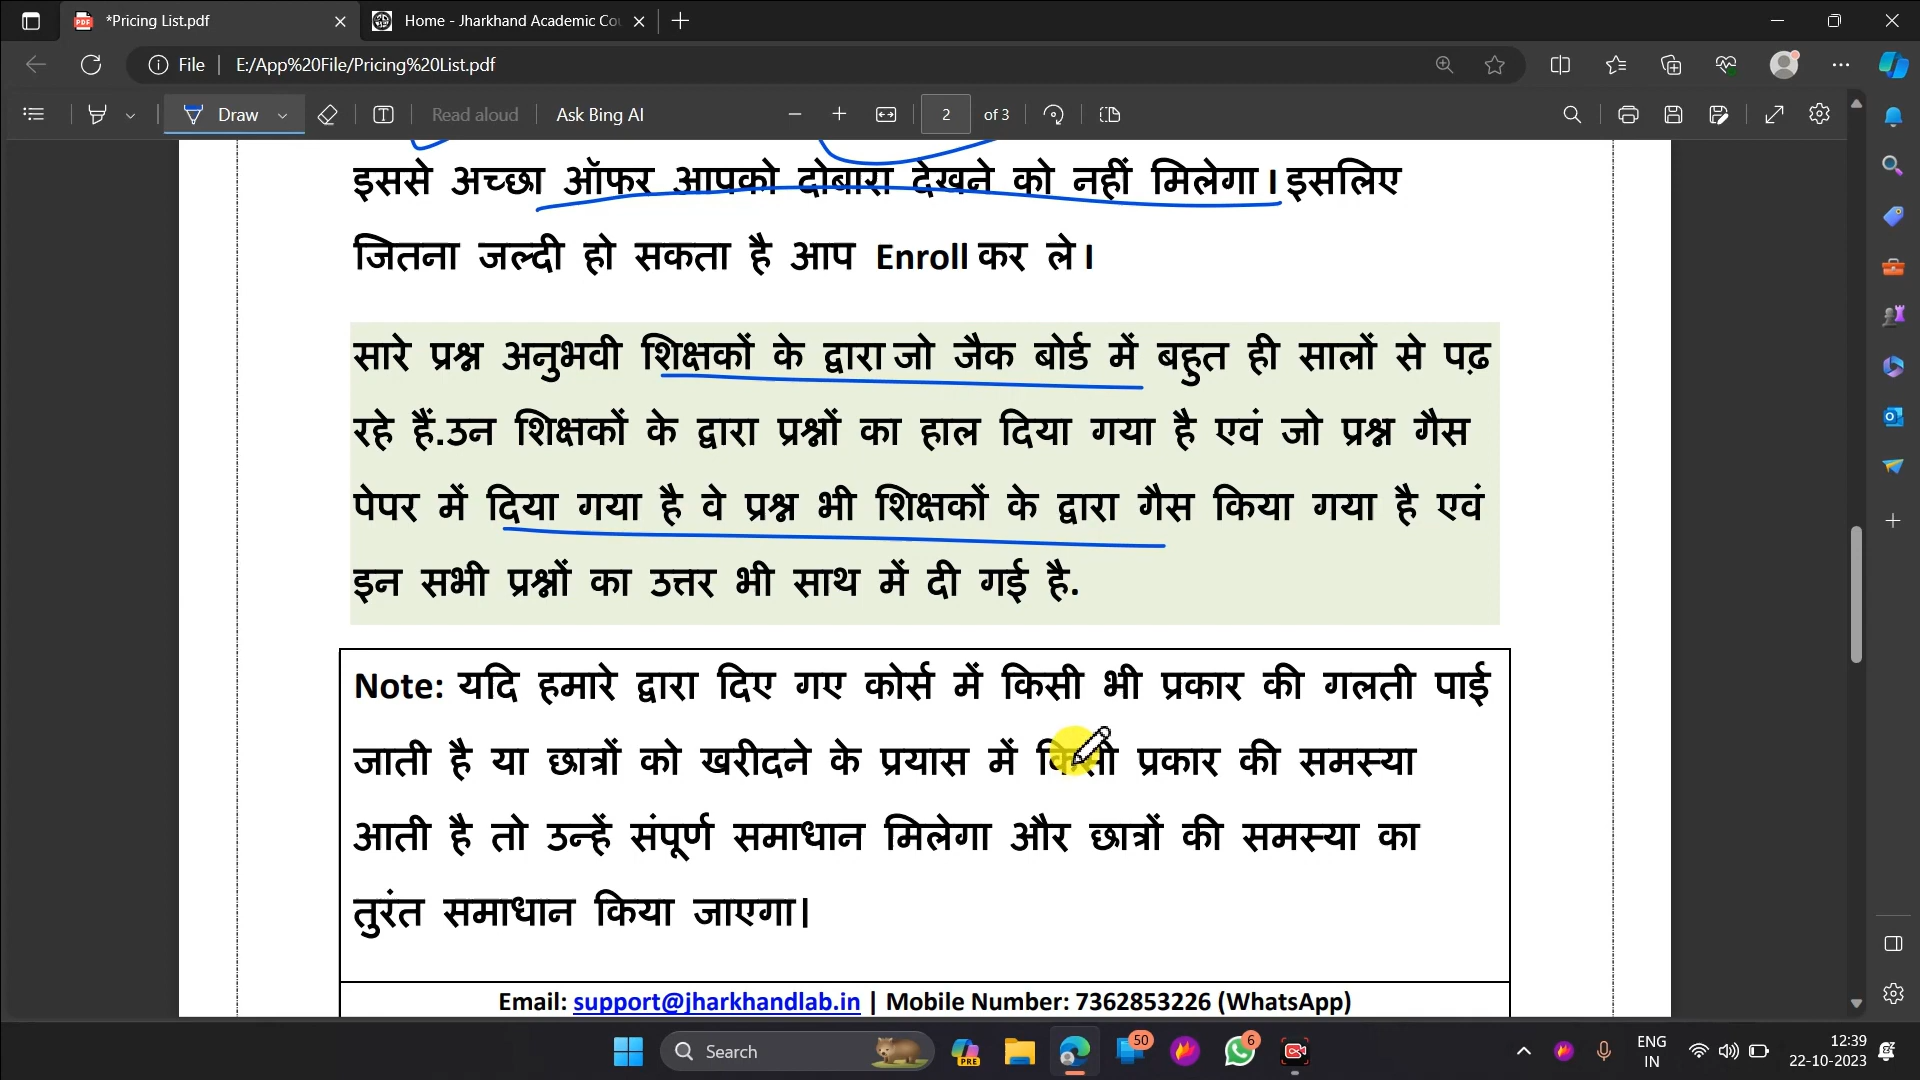 *Pricing List.pdf
Home - Jharkhand Academic Cou
File
E:/App%20File/Pricing%20List.pdf
Draw
Read aloud
Ask Bing AI
2
of 3
इससे अच्छा ऑफर आपको दोबारा देखने को नहीं मिलेगा। इसलिए
जितना जल्दी हो सकता है आप Enroll कर ले।
सारे प्रश्न अनुभवी शिक्षकों के द्वारा जो जैक बोर्ड में बहुत ही सालों से पढ़
रहे हैं.उन शिक्षकों के द्वारा प्रश्नों का हाल दिया गया है एवं जो प्रश्न गैस
पेपर में दिया गया है वे प्रश्न भी शिक्षकों के द्वारा गैस किया गया है एवं
इन सभी प्रश्नों का उत्तर भी साथ में दी गई है.
Note: यदि हमारे द्वारा दिए गए कोर्स में किसी भी प्रकार की गलती पाई
जाती है या छात्रों को खरीदने के प्रयास में किसी प्रकार की समस्या
आती है तो उन्हें संपूर्ण समाधान मिलेगा और छात्रों की समस्या का
तुरंत समाधान किया जाएगा।
Email: support@jharkhandlab.in | Mobile Number: 7362853226 (WhatsApp)
Search
PRE
50
6
ENG
IN
12:39
22-10-2023